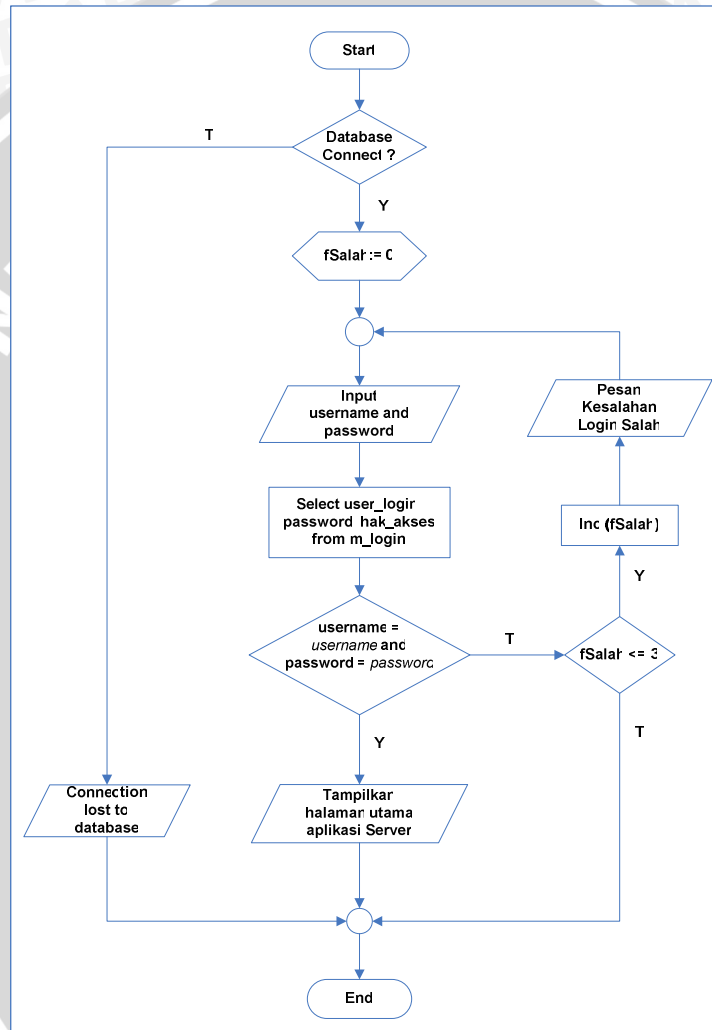 Start
T
Database
Connect ?
Y
fSalah := 0
Input
username and
password
Pesan
Kesalahan
Login Salah
Select user_login
password hak_akses
from m_login
Inc (fSalah)
Y
username =
username and
password = password
T
fSalah <= 3
T
Y
Connection
lost to
database
Tampilkan
halaman utama
aplikasi Server
End